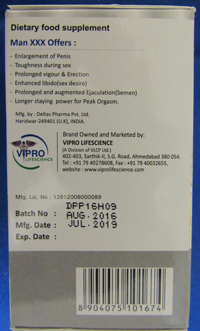 Dietary food supplement
Man XXX Offers :
- Enlargement of Penis
- Toughness during sex
- Prolonged vigour & Erection
- Enhanced libido(sex desire)
- Prolonged and augmented Ejaculation(Semen)
- Longer staying power for Peak Orgasm.
Mfg. by : Deltas Pharma Pvt. Ltd.
Haridwar-249401 (U.K), INDIA.
Brand Owned and Marketed by:
VIPRO LIFESCIENCE
(A Division of VLCP Ltd.)
402-403, Sarthik-II, S.G. Road, Ahmedabad 380 054.
Tel : +91 79 40278608, Fax : +91 79 40032655,
website : www.viprolifescience.com
VIPRO
LIFESCIENCE
Mfg. Lic. No : 12612006000089
Batch No : DPP16H09
Mfg. Date : AUG.2016
Exp. Date : JUL.2019
8 904075 101674